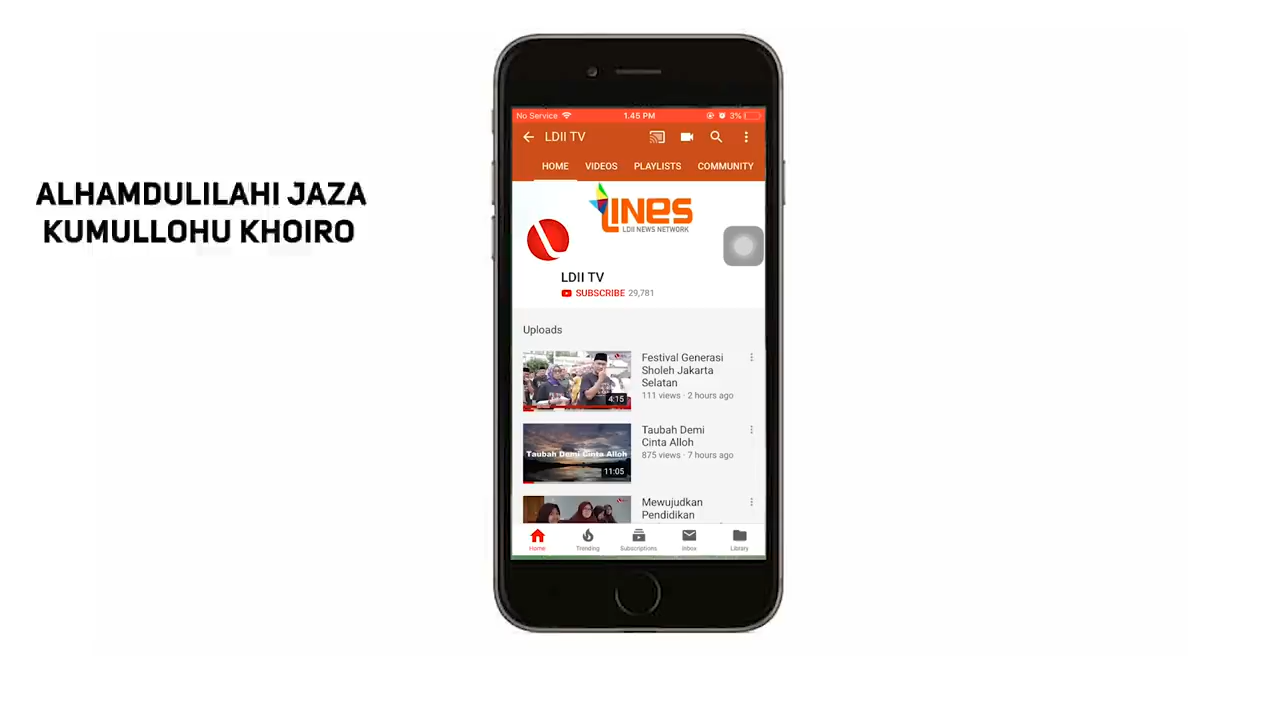 ALHAMDULILAHI JAZA
KUMULLOHU KHOIRO
No Service
1.45 PM
3%
LDII TV
HOME
VIDEOS
PLAYLISTS
COMMUNITY
LINES
LDII NEWS NETWORK
LDII TV
SUBSCRIBE 29,781
Uploads
4:15
Festival Generasi
Sholeh Jakarta
Selatan
111 views · 2 hours ago
Taubah Demi Cinta Alloh
11:05
Taubah Demi
Cinta Alloh
875 views · 7 hours ago
Mewujudkan
Pendidikan
Home
Trending
Subscriptions
Inbox
Library